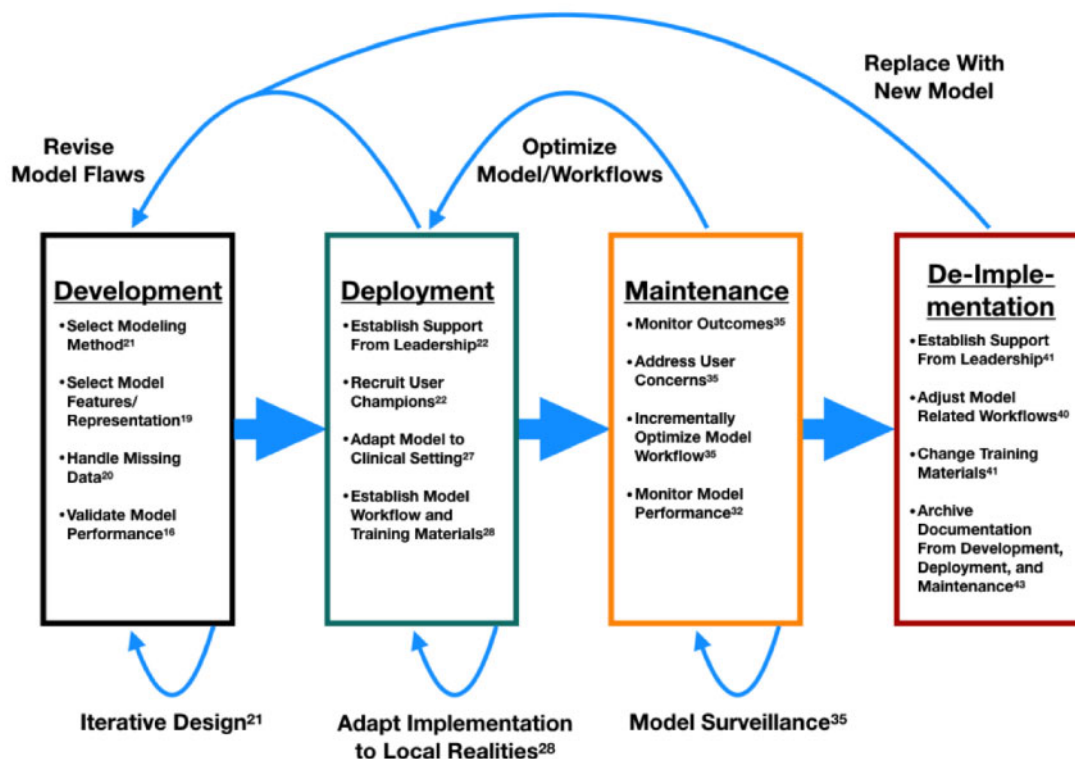 Replace With
New Model
Revise
Model Flaws
Optimize
Model/Workflows
Development
•Select Modeling
Method²¹
•Select Model
Features/
Representation¹⁹
•Handle Missing
Data²⁰
•Validate Model
Performance¹⁶
Deployment
•Establish Support
From Leadership²²
•Recruit User
Champions²²
•Adapt Model to
Clinical Setting²⁷
•Establish Model
Workflow and
Training Materials²⁸
Maintenance
•Monitor Outcomes³⁵
•Address User
Concerns³⁵
•Incrementally
Optimize Model
Workflow³⁵
•Monitor Model
Performance³²
De-Imple-
mentation
•Establish Support
From Leadership⁴¹
•Adjust Model
Related Workflows⁴⁰
•Change Training
Materials⁴¹
•Archive
Documentation
From Development,
Deployment, and
Maintenance⁴³
Iterative Design²¹
Adapt Implementation
to Local Realities²⁸
Model Surveillance³⁵